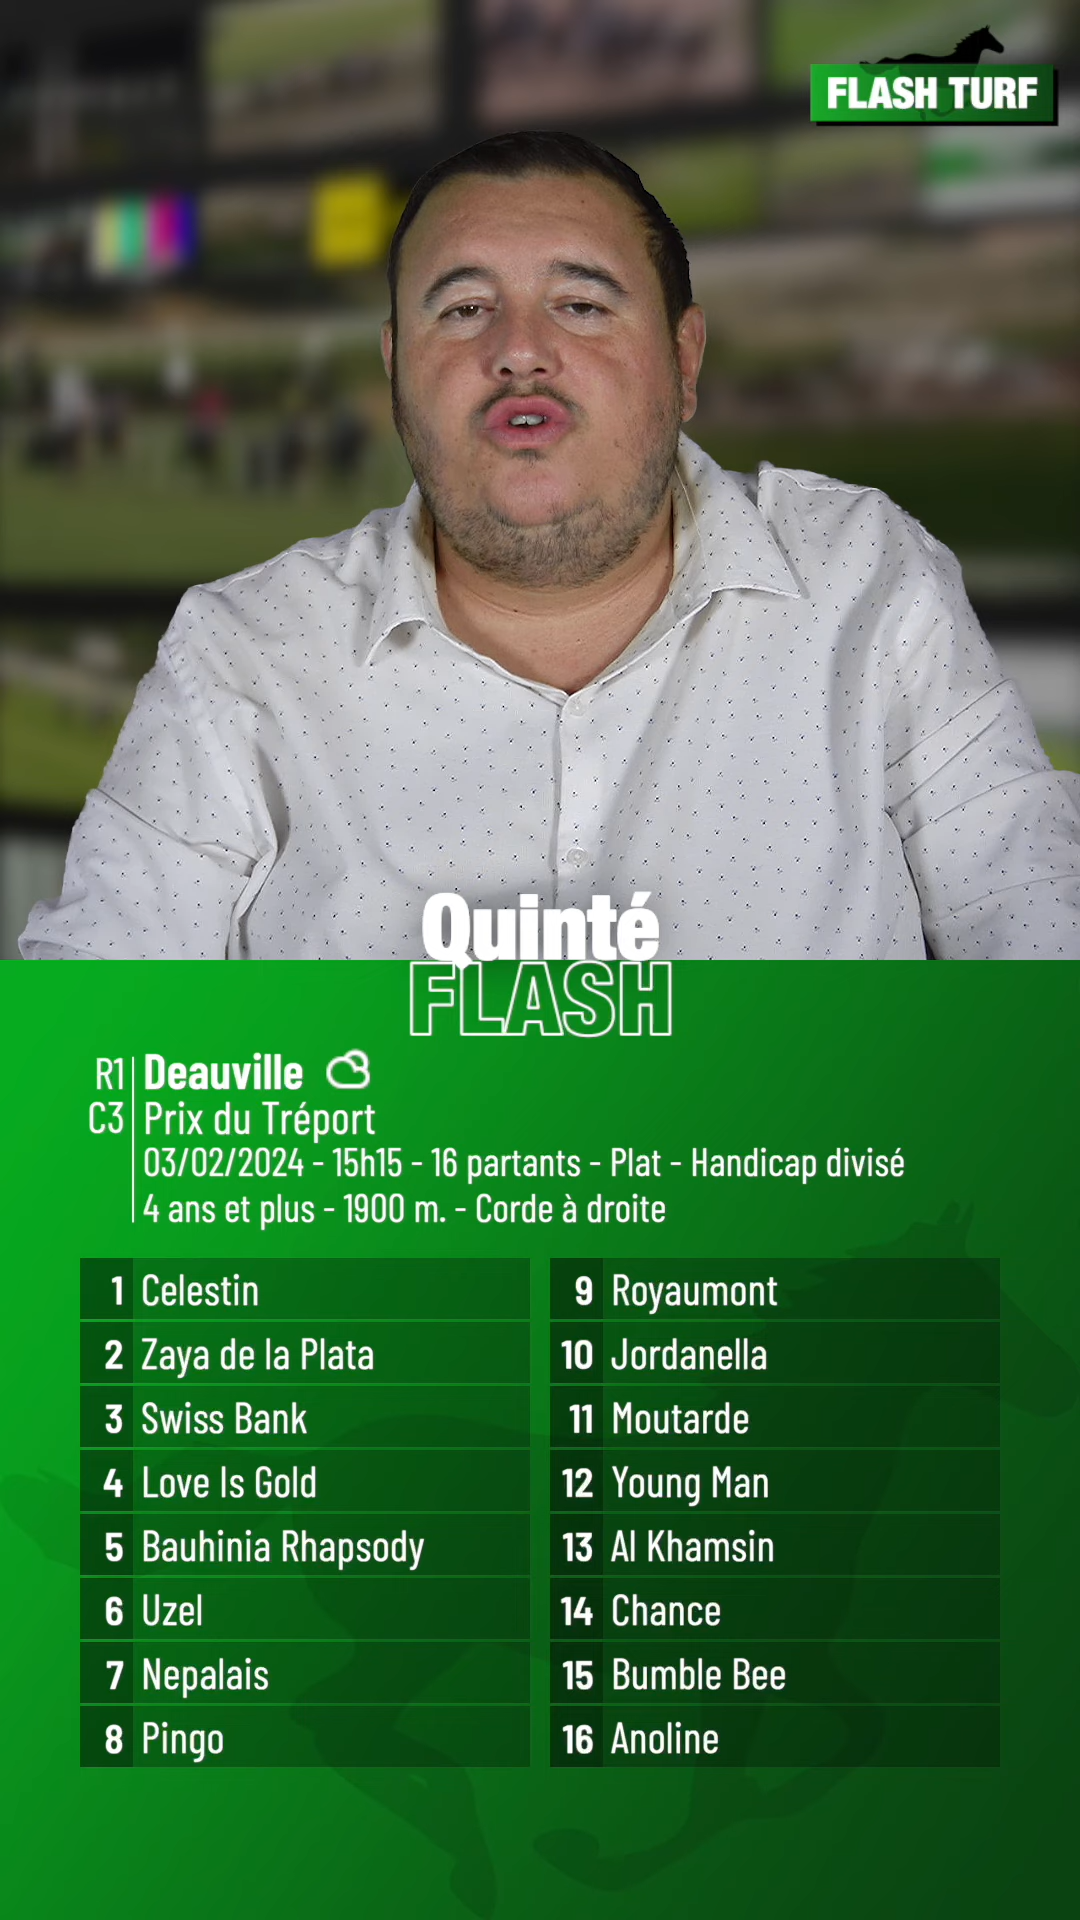 FLASH TURF
Quinté
FLASH
R1 Deauville
C3 Prix du Tréport
03/02/2024 - 15h15 - 16 partants - Plat - Handicap divisé
4 ans et plus - 1900 m. - Corde à droite
1 Celestin
2 Zaya de la Plata
3 Swiss Bank
4 Love Is Gold
5 Bauhinia Rhapsody
6 Uzel
7 Nepalais
8 Pingo
9 Royaumont
10 Jordanella
11 Moutarde
12 Young Man
13 Al Khamsin
14 Chance
15 Bumble Bee
16 Anoline